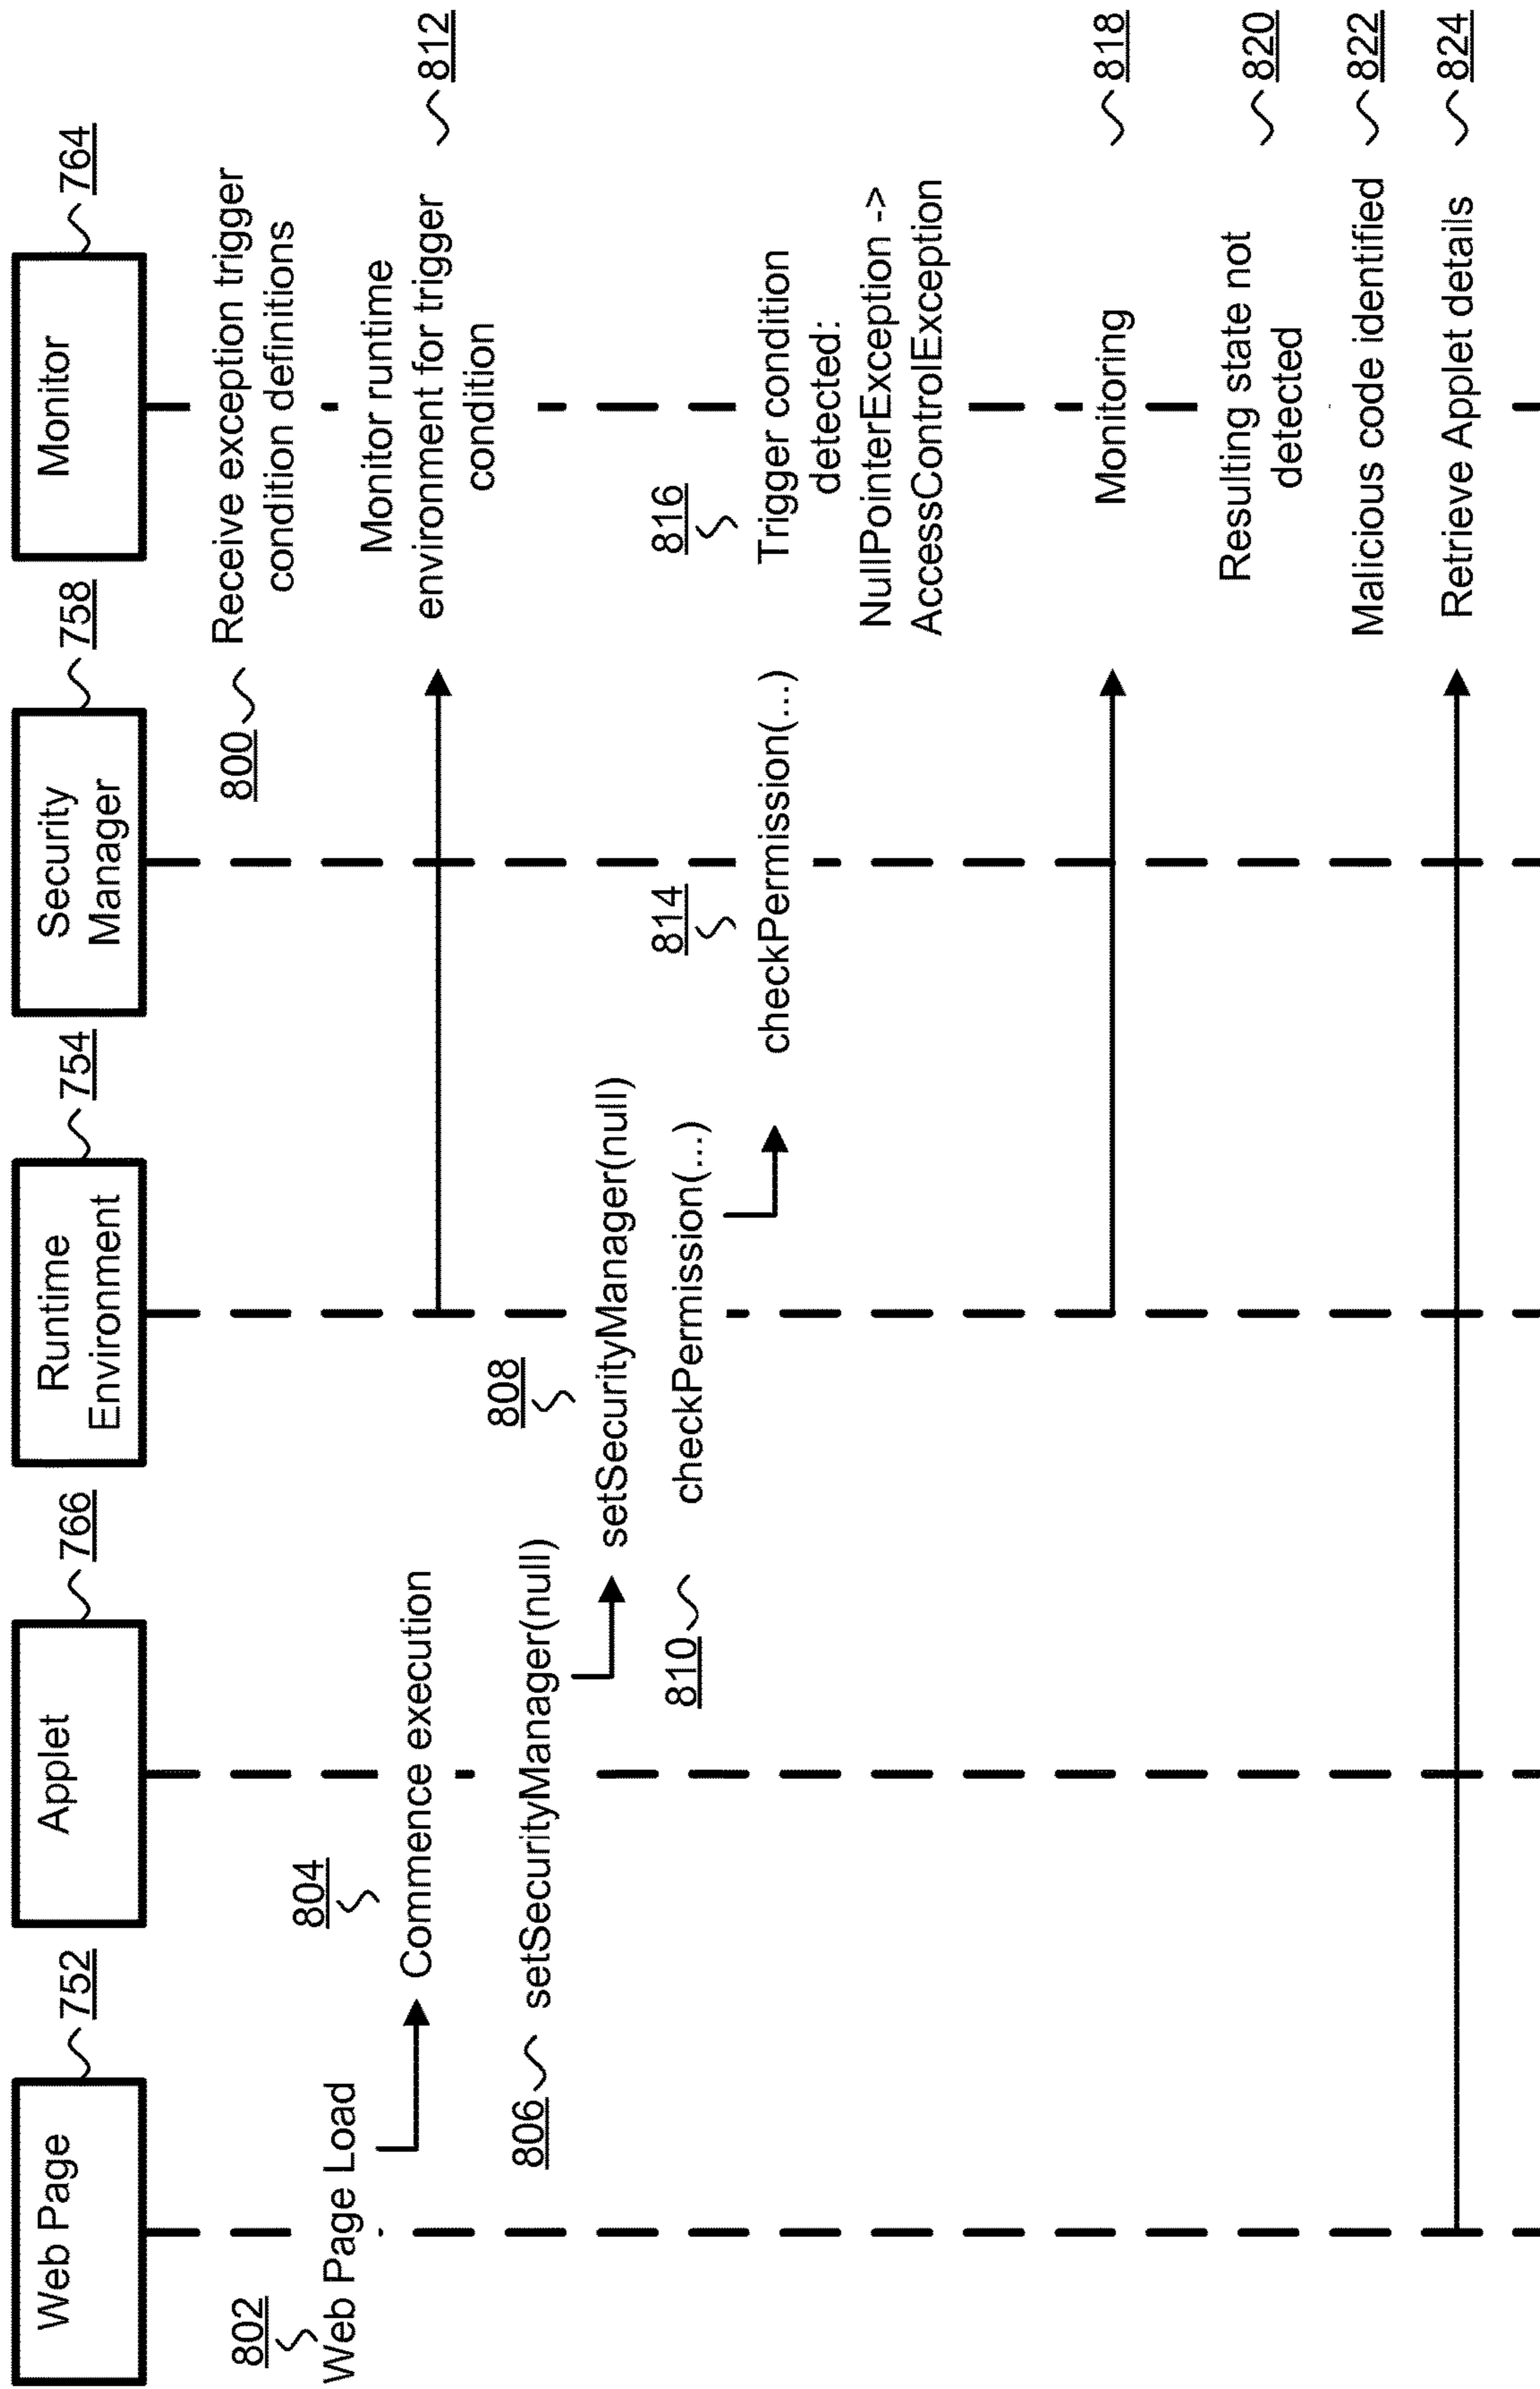 Web Page
752
Applet
766
Runtime
Environment
754
Security
Manager
758
Monitor
764
800
Receive exception trigger
condition definitions
802
Web Page Load
804
Commence execution
Monitor runtime
environment for trigger
condition
812
806
setSecurityManager(null)
808
setSecurityManager(null)
810
checkPermission(...)
814
checkPermission(...)
816
Trigger condition
detected:
NullPointerException ->
AccessControlException
Monitoring
818
Resulting state not
detected
820
Malicious code identified
822
Retrieve Applet details
824